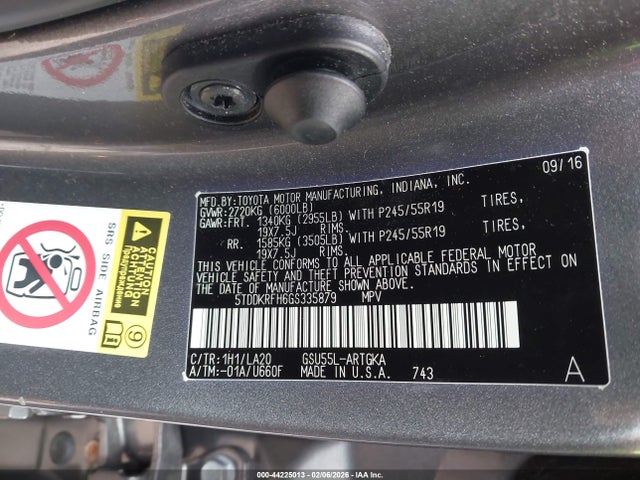 09/16
MFD.BY:TOYOTA MOTOR MANUFACTURING, INDIANA, INC.
GVWR:2720KG (6000LB)
GAWR:FRT. 1340KG (2955LB) WITH P245/55R19 TIRES,
19X7.5J RIMS.
RR. 1585KG (3505LB) WITH P245/55R19 TIRES,
19X7.5J RIMS.
THIS VEHICLE CONFORMS TO ALL APPLICABLE FEDERAL MOTOR
VEHICLE SAFETY AND THEFT PREVENTION STANDARDS IN EFFECT ON
THE DATE OF MANUFACTURE SHOWN ABOVE.
5TDDKRFH6GS335879 MPV
C/TR:1H1/LA20 GSU55L-ARTGKA
A/TM:-01A/U660F MADE IN U.S.A. 743 A
SRS SIDE AIRBAG
CAUTION
9
000-44225013 - 02/06/2026 - IAAI.com